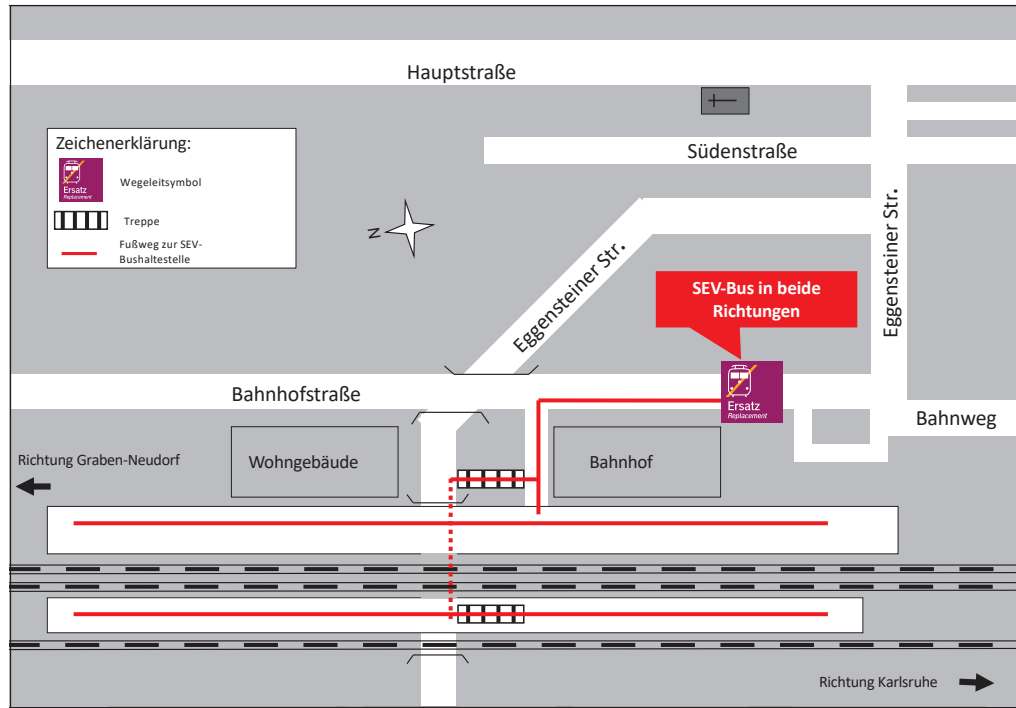 Hauptstraße
Südenstraße
Zeichenerklärung:
Ersatz
Replacement
Wegeleitsymbol
Treppe
Fußweg zur SEV-
Bushaltestelle
N
Eggensteiner Str.
Eggensteiner Str.
SEV-Bus in beide
Richtungen
Ersatz
Replacement
Bahnhofstraße
Bahnweg
Richtung Graben-Neudorf
Wohngebäude
Bahnhof
Richtung Karlsruhe